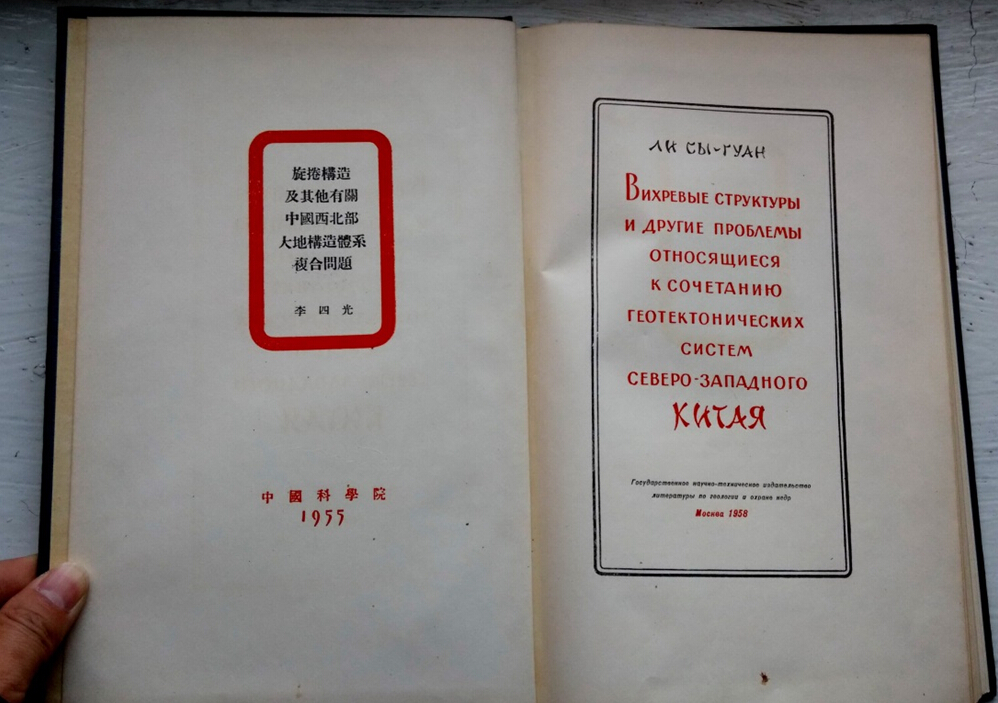 旋捲構造
及其他有關
中國西北部
大地構造體系
複合問題
李四光
中國科學院
1955
ЛИ СЫ-ГУАН
ВИХРЕВЫЕ СТРУКТУРЫ
И ДРУГИЕ ПРОБЛЕМЫ
ОТНОСЯЩИЕСЯ
К СОЧЕТАНИЮ
ГЕОТЕКТОНИЧЕСКИХ
СИСТЕМ
СЕВЕРО-ЗАПАДНОГО
КИТАЯ
Государственное научно-техническое издательство
литературы по геологии и охране недр
Москва 1958